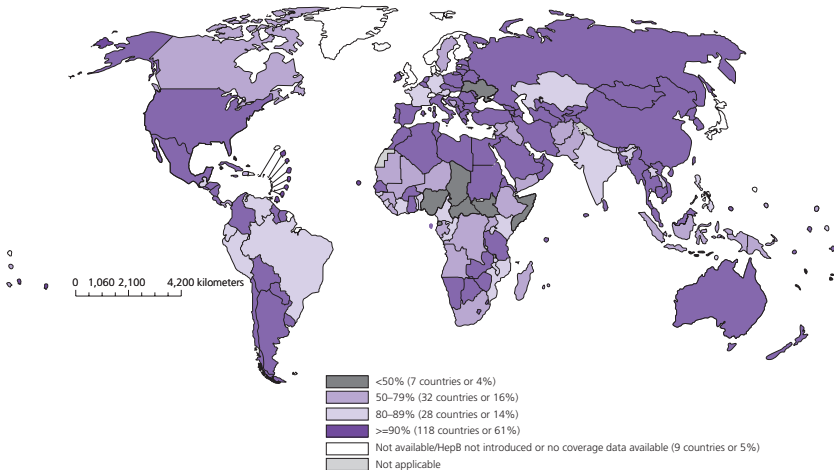 0 1,060 2,100 4,200 kilometers
<50% (7 countries or 4%)
50–79% (32 countries or 16%)
80–89% (28 countries or 14%)
>=90% (118 countries or 61%)
Not available/HepB not introduced or no coverage data available (9 countries or 5%)
Not applicable